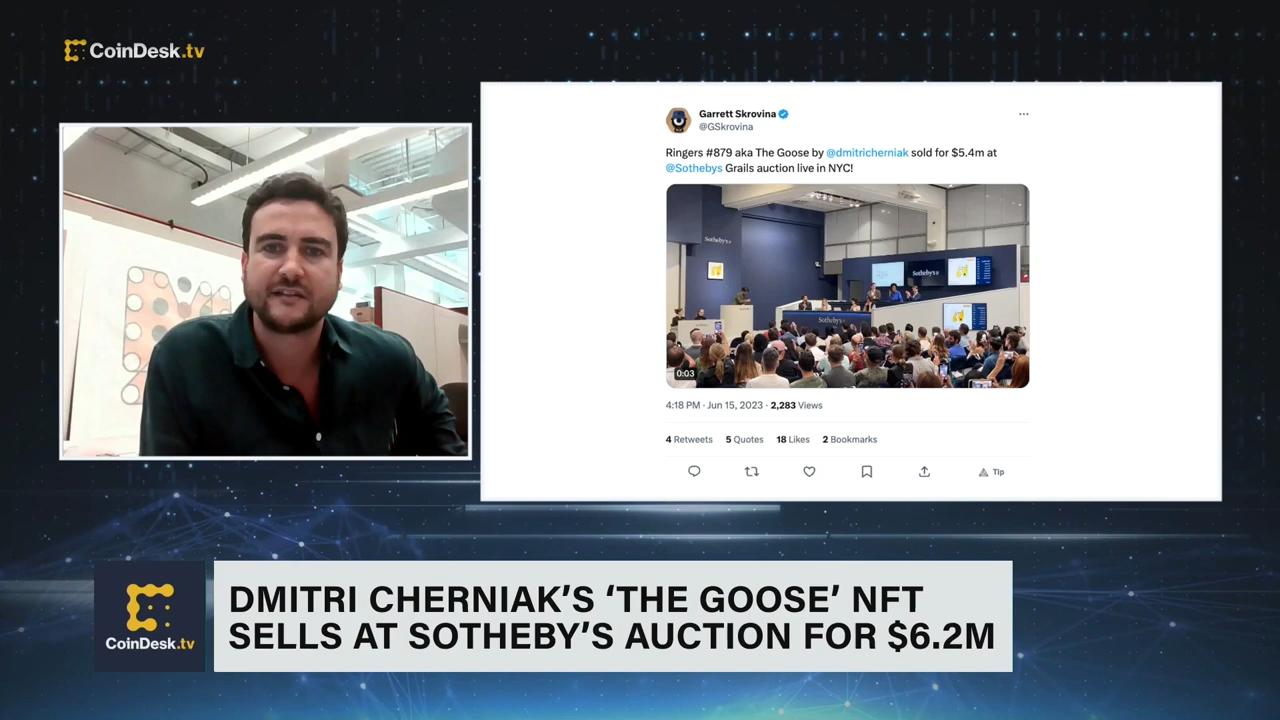 CoinDesk.tv
Garrett Skrovina
@GSkrovina
Ringers #879 aka The Goose by @dmitricherniak sold for $5.4m at
@Sothebys Grails auction live in NYC!
Sotheby's
Sotheby's
Sotheby's
0:03
4:18 PM · Jun 15, 2023 · 2,283 Views
4 Retweets 5 Quotes 18 Likes 2 Bookmarks
Tip
CoinDesk.tv
DMITRI CHERNIAK'S ‘THE GOOSE’ NFT
SELLS AT SOTHEBY'S AUCTION FOR $6.2M